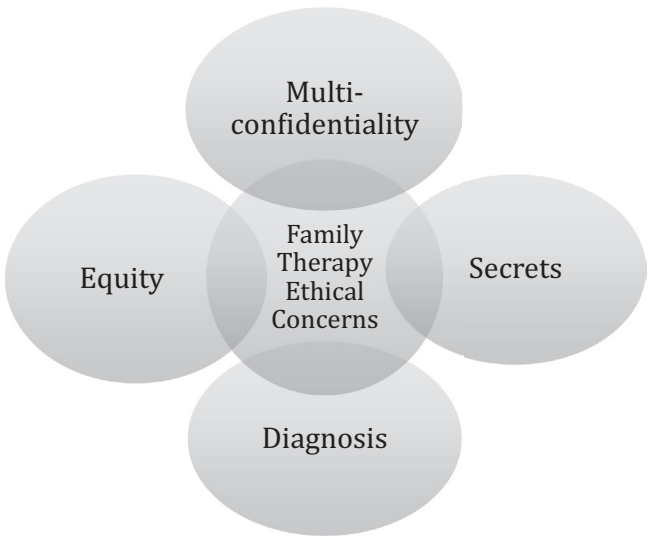 Multi-
confidentiality
Equity
Family
Therapy
Ethical
Concerns
Secrets
Diagnosis